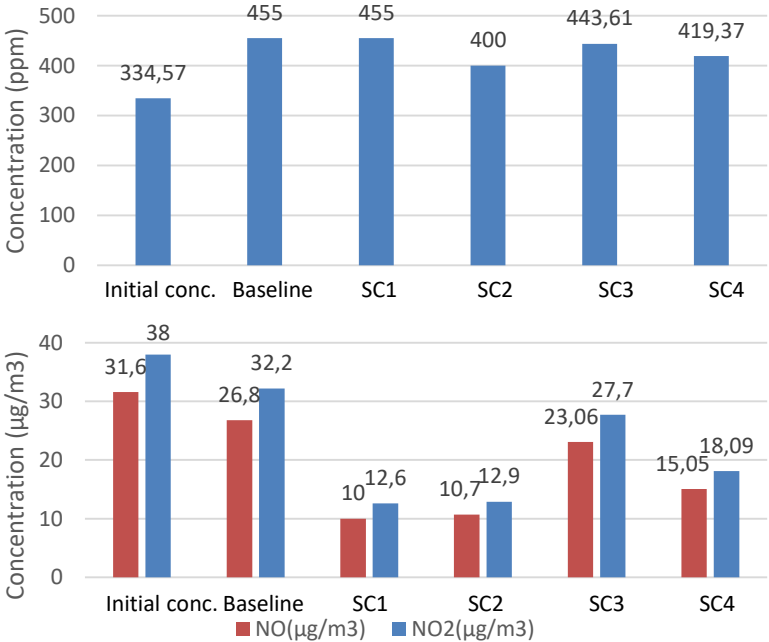 Concentration (ppm)
500
400
300
200
100
0
334,57
455
455
400
443,61
419,37
Initial conc.
Baseline
SC1
SC2
SC3
SC4
Concentration (µg/m3)
40
30
20
10
0
31,6
38
26,8
32,2
10
12,6
10,7
12,9
23,06
27,7
15,05
18,09
Initial conc.
Baseline
SC1
SC2
SC3
SC4
NO(µg/m3)
NO2(µg/m3)